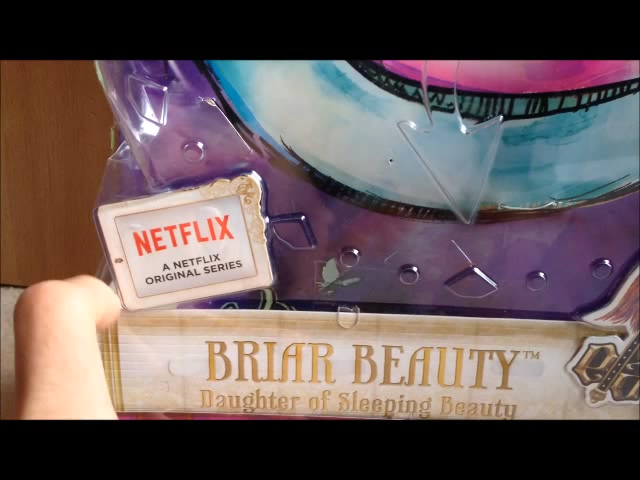 NETFLIX
A NETFLIX
ORIGINAL SERIES
BRIAR BEAUTY™
Daughter of Sleeping Beauty